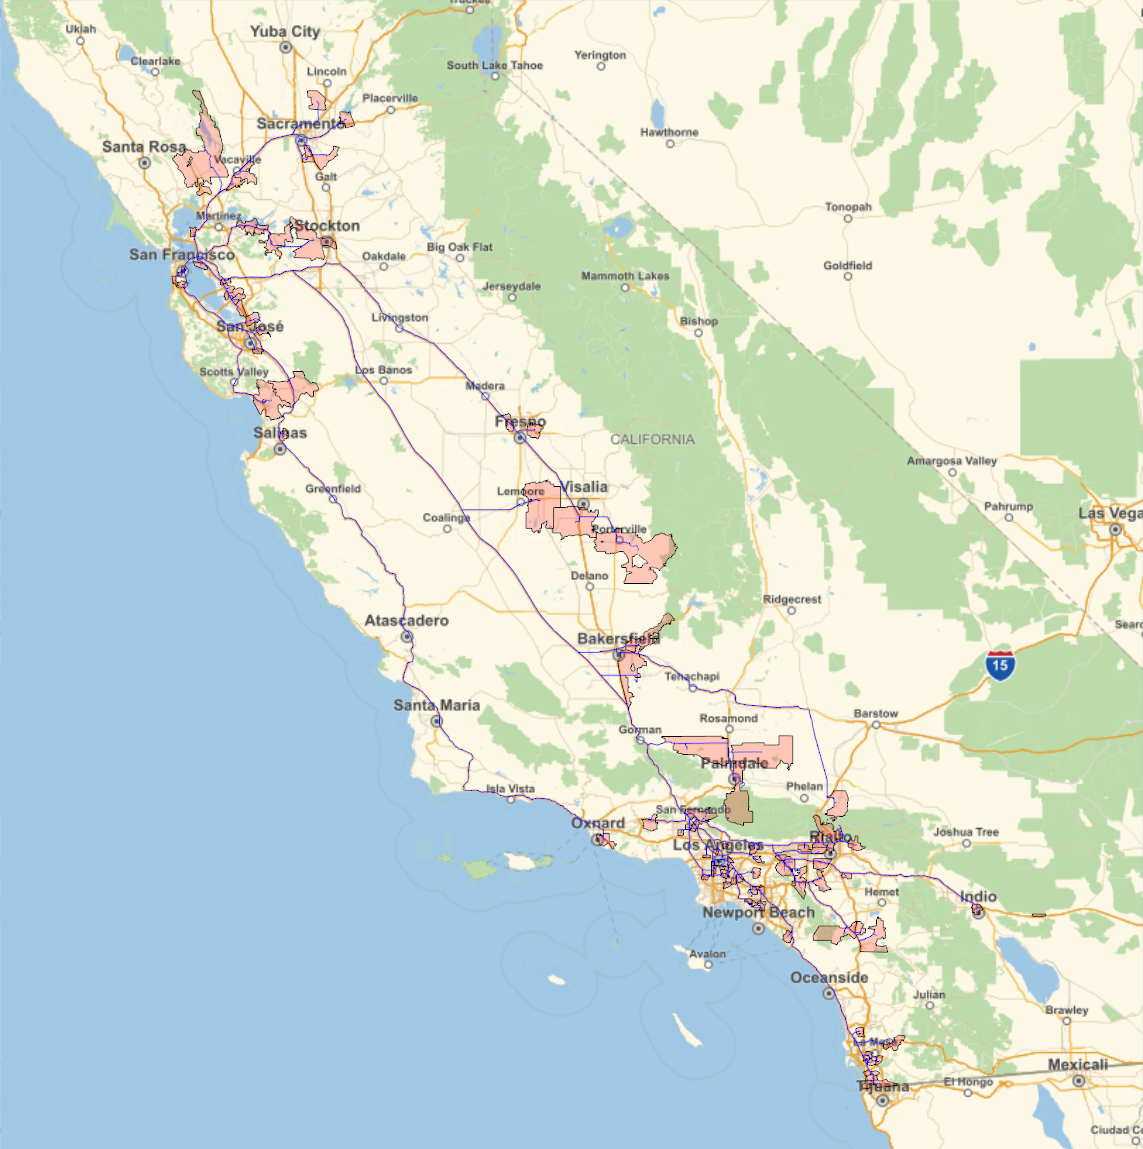 Truckee
Ukiah
Yuba City
Yerington
Clearlake
South Lake Tahoe
Lincoln
Placerville
Sacramento
Hawthorne
Santa Rosa
Vacaville
Galt
Tonopah
Martinez
Stockton
San Francisco
Oakdale
Big Oak Flat
Goldfield
Mammoth Lakes
Jerseydale
San José
Livingston
Bishop
Scotts Valley
Los Banos
Madera
Fresno
Salinas
CALIFORNIA
Amargosa Valley
Greenfield
Lemoore
Visalia
Pahrump
Las Vega
Coalinga
Porterville
Delano
Ridgecrest
Atascadero
Bakersfield
Searc
15
Tehachapi
Santa Maria
Rosamond
Barstow
Gorman
Palmdale
Isla Vista
Phelan
San Fernando
Oxnard
Los Angeles
Rialto
Joshua Tree
Newport Beach
Hemet
Indio
Avalon
Oceanside
Julian
Brawley
La Mesa
Tijuana
El Hongo
Mexicali
Ciudad Co